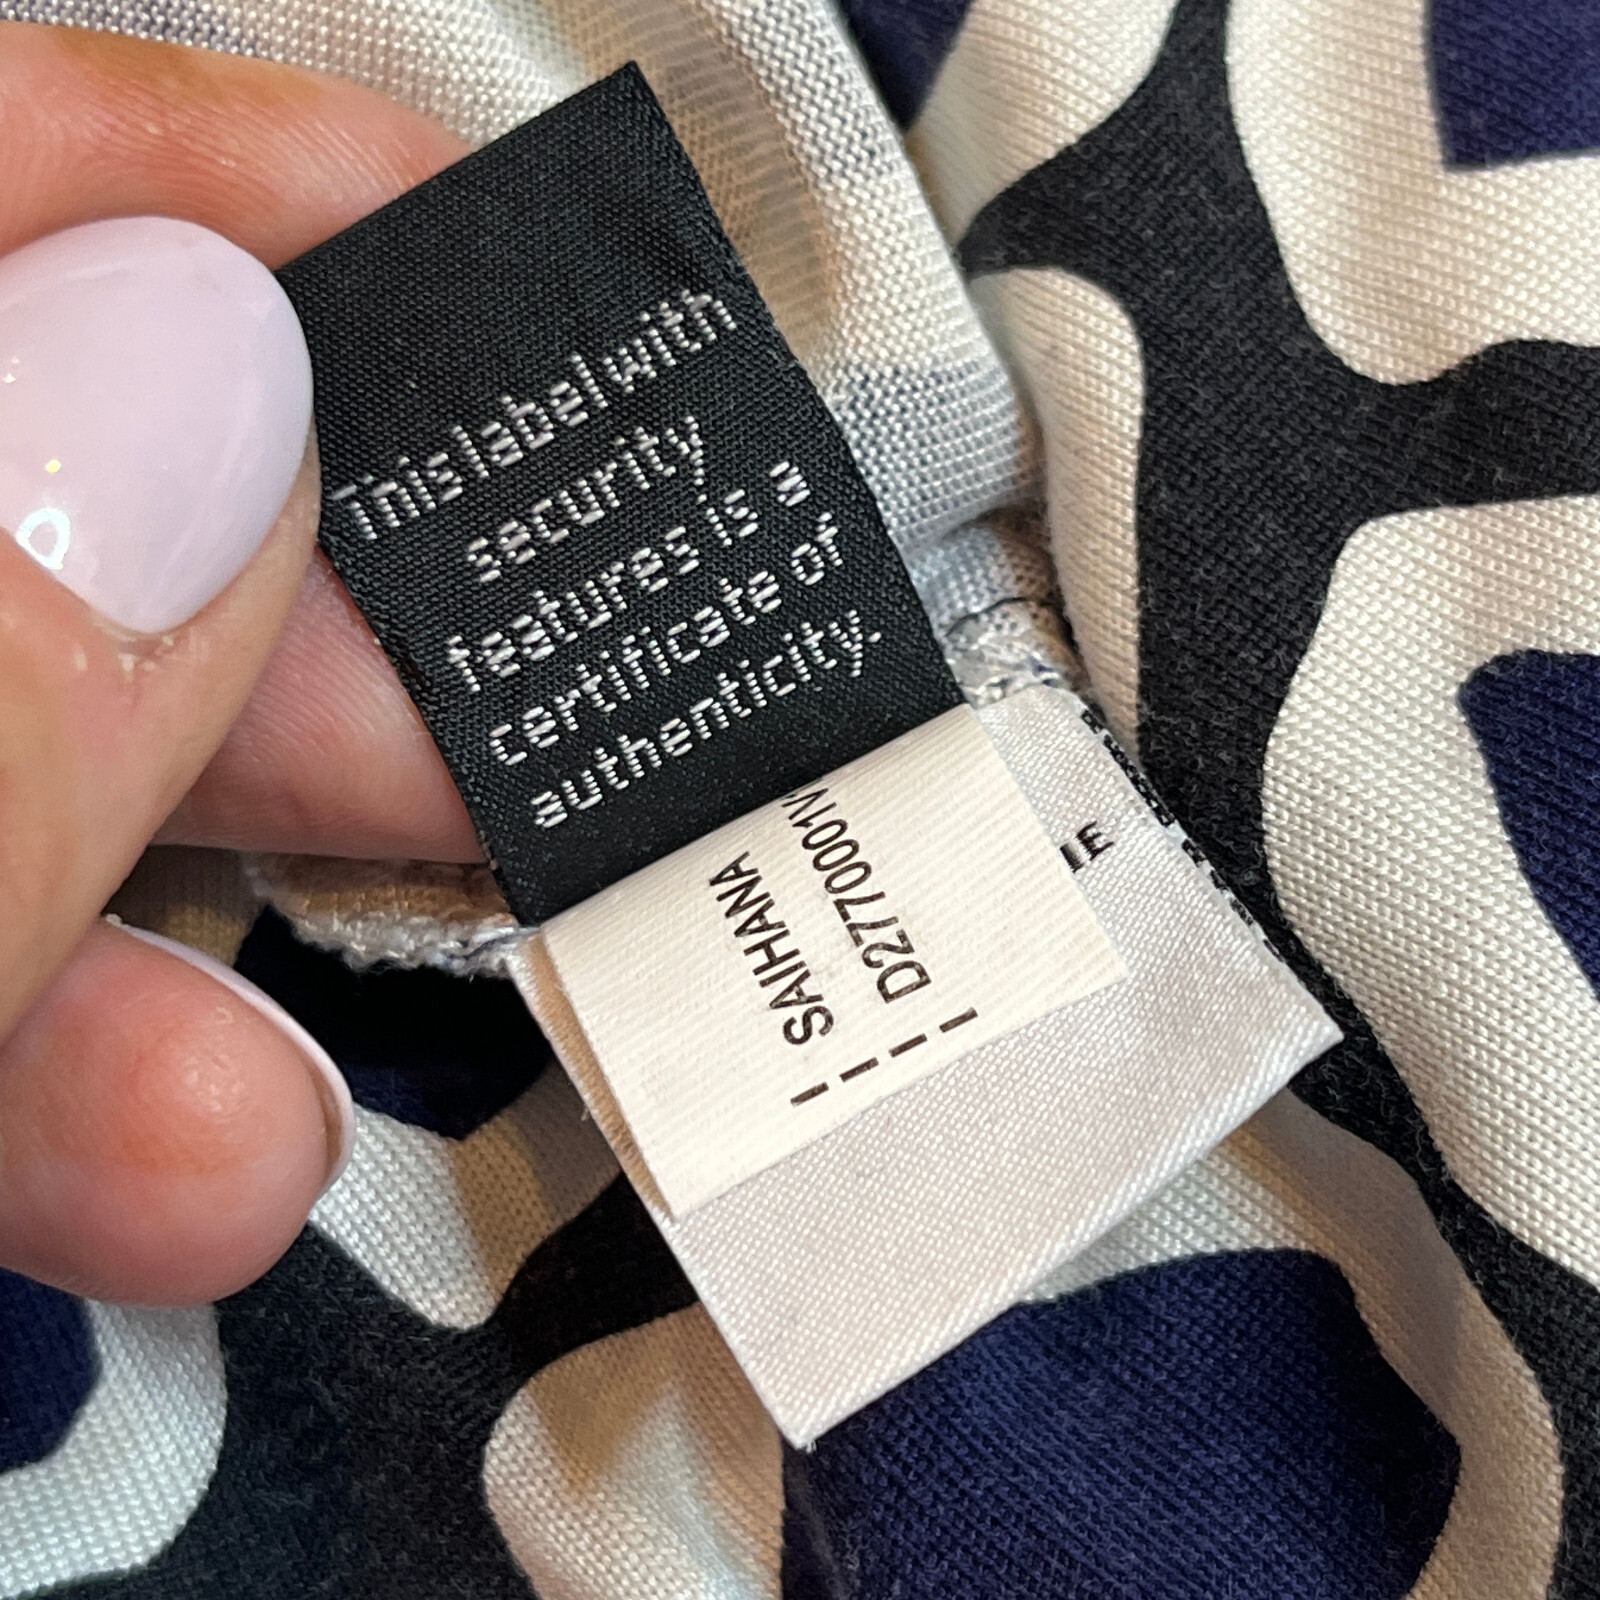 This label with
security
features is a
certificate of
authenticity.
SAIHANA